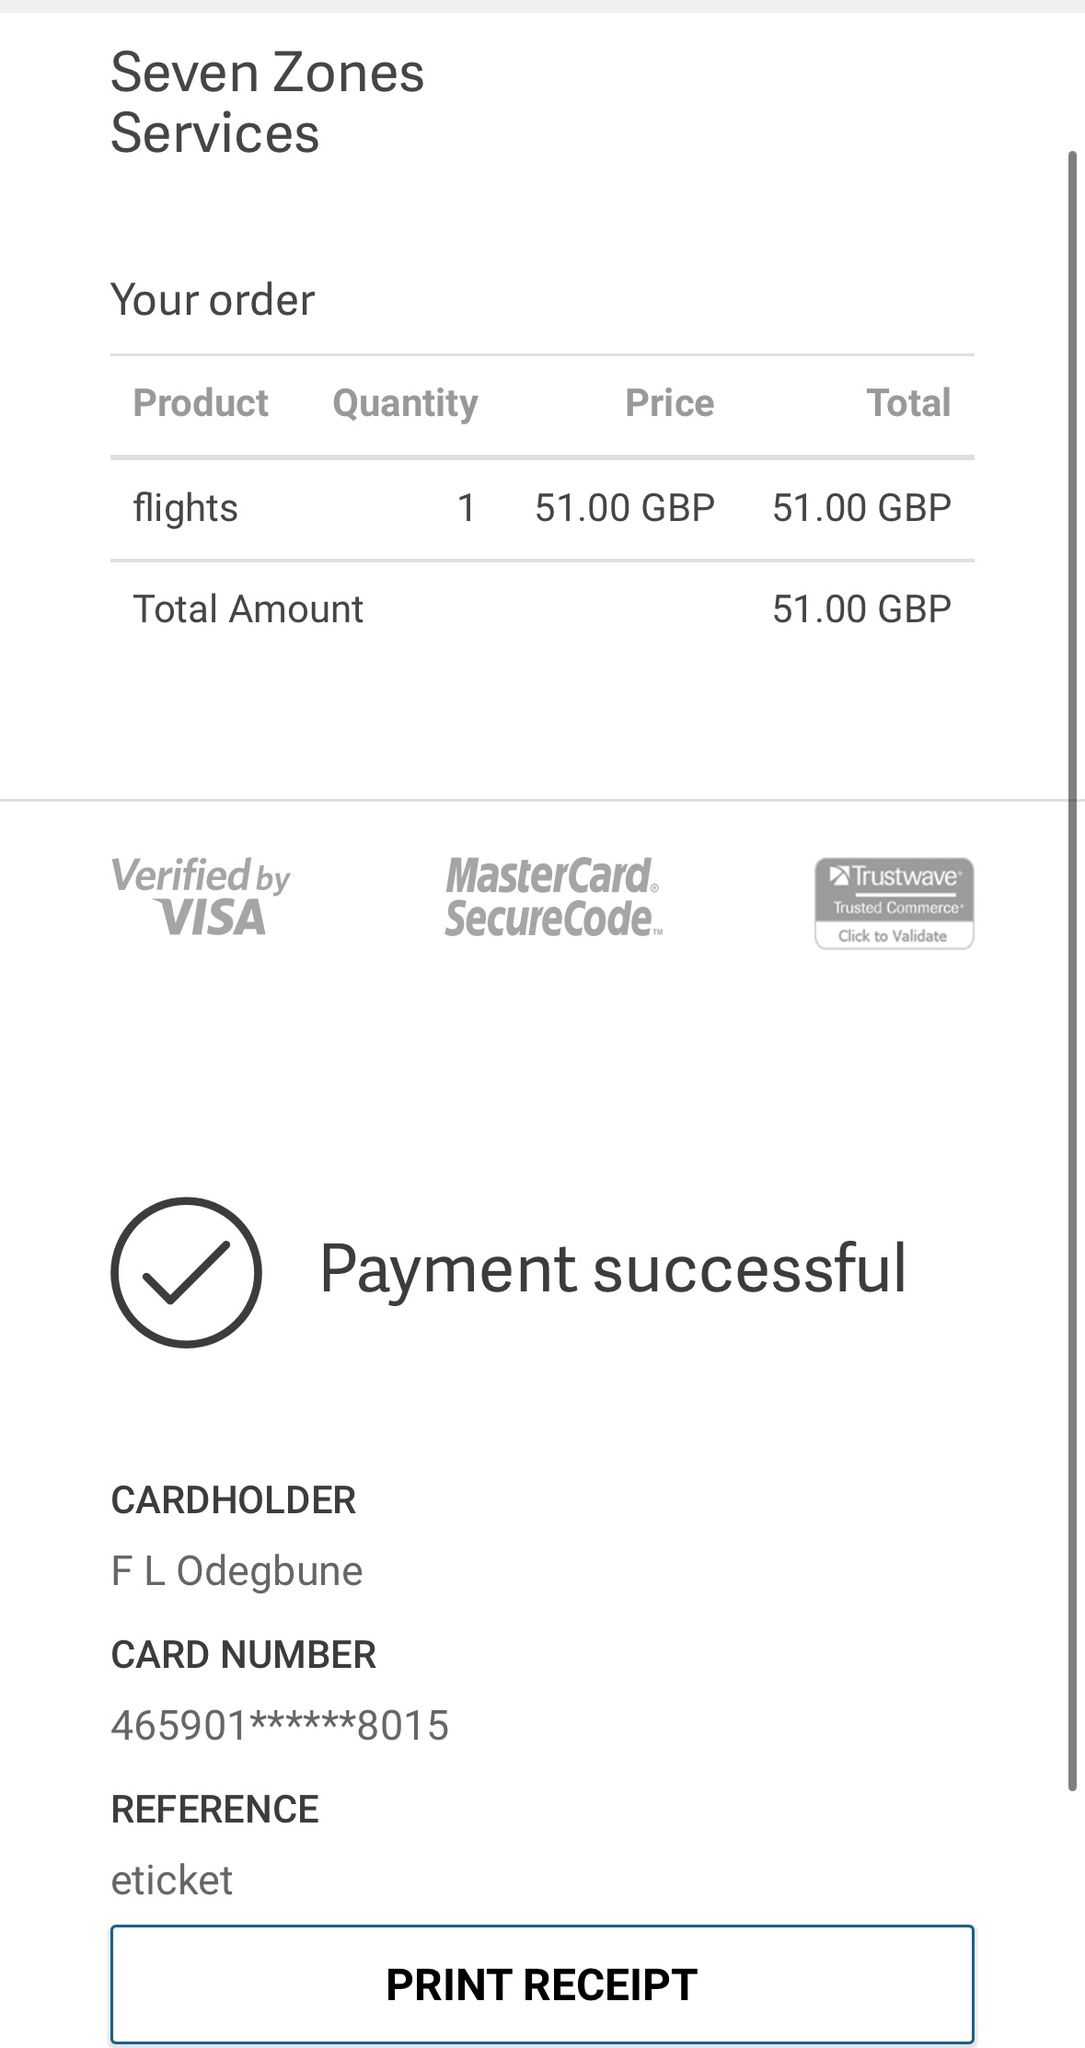 Seven Zones
Services
Your order
Product Quantity Price Total
flights 1 51.00 GBP 51.00 GBP
Total Amount 51.00 GBP
Verified by
VISA
MasterCard®
SecureCode™
Trustwave®
Trusted Commerce®
Click to Validate
Payment successful
CARDHOLDER
F L Odegbune
CARD NUMBER
465901******8015
REFERENCE
eticket
PRINT RECEIPT